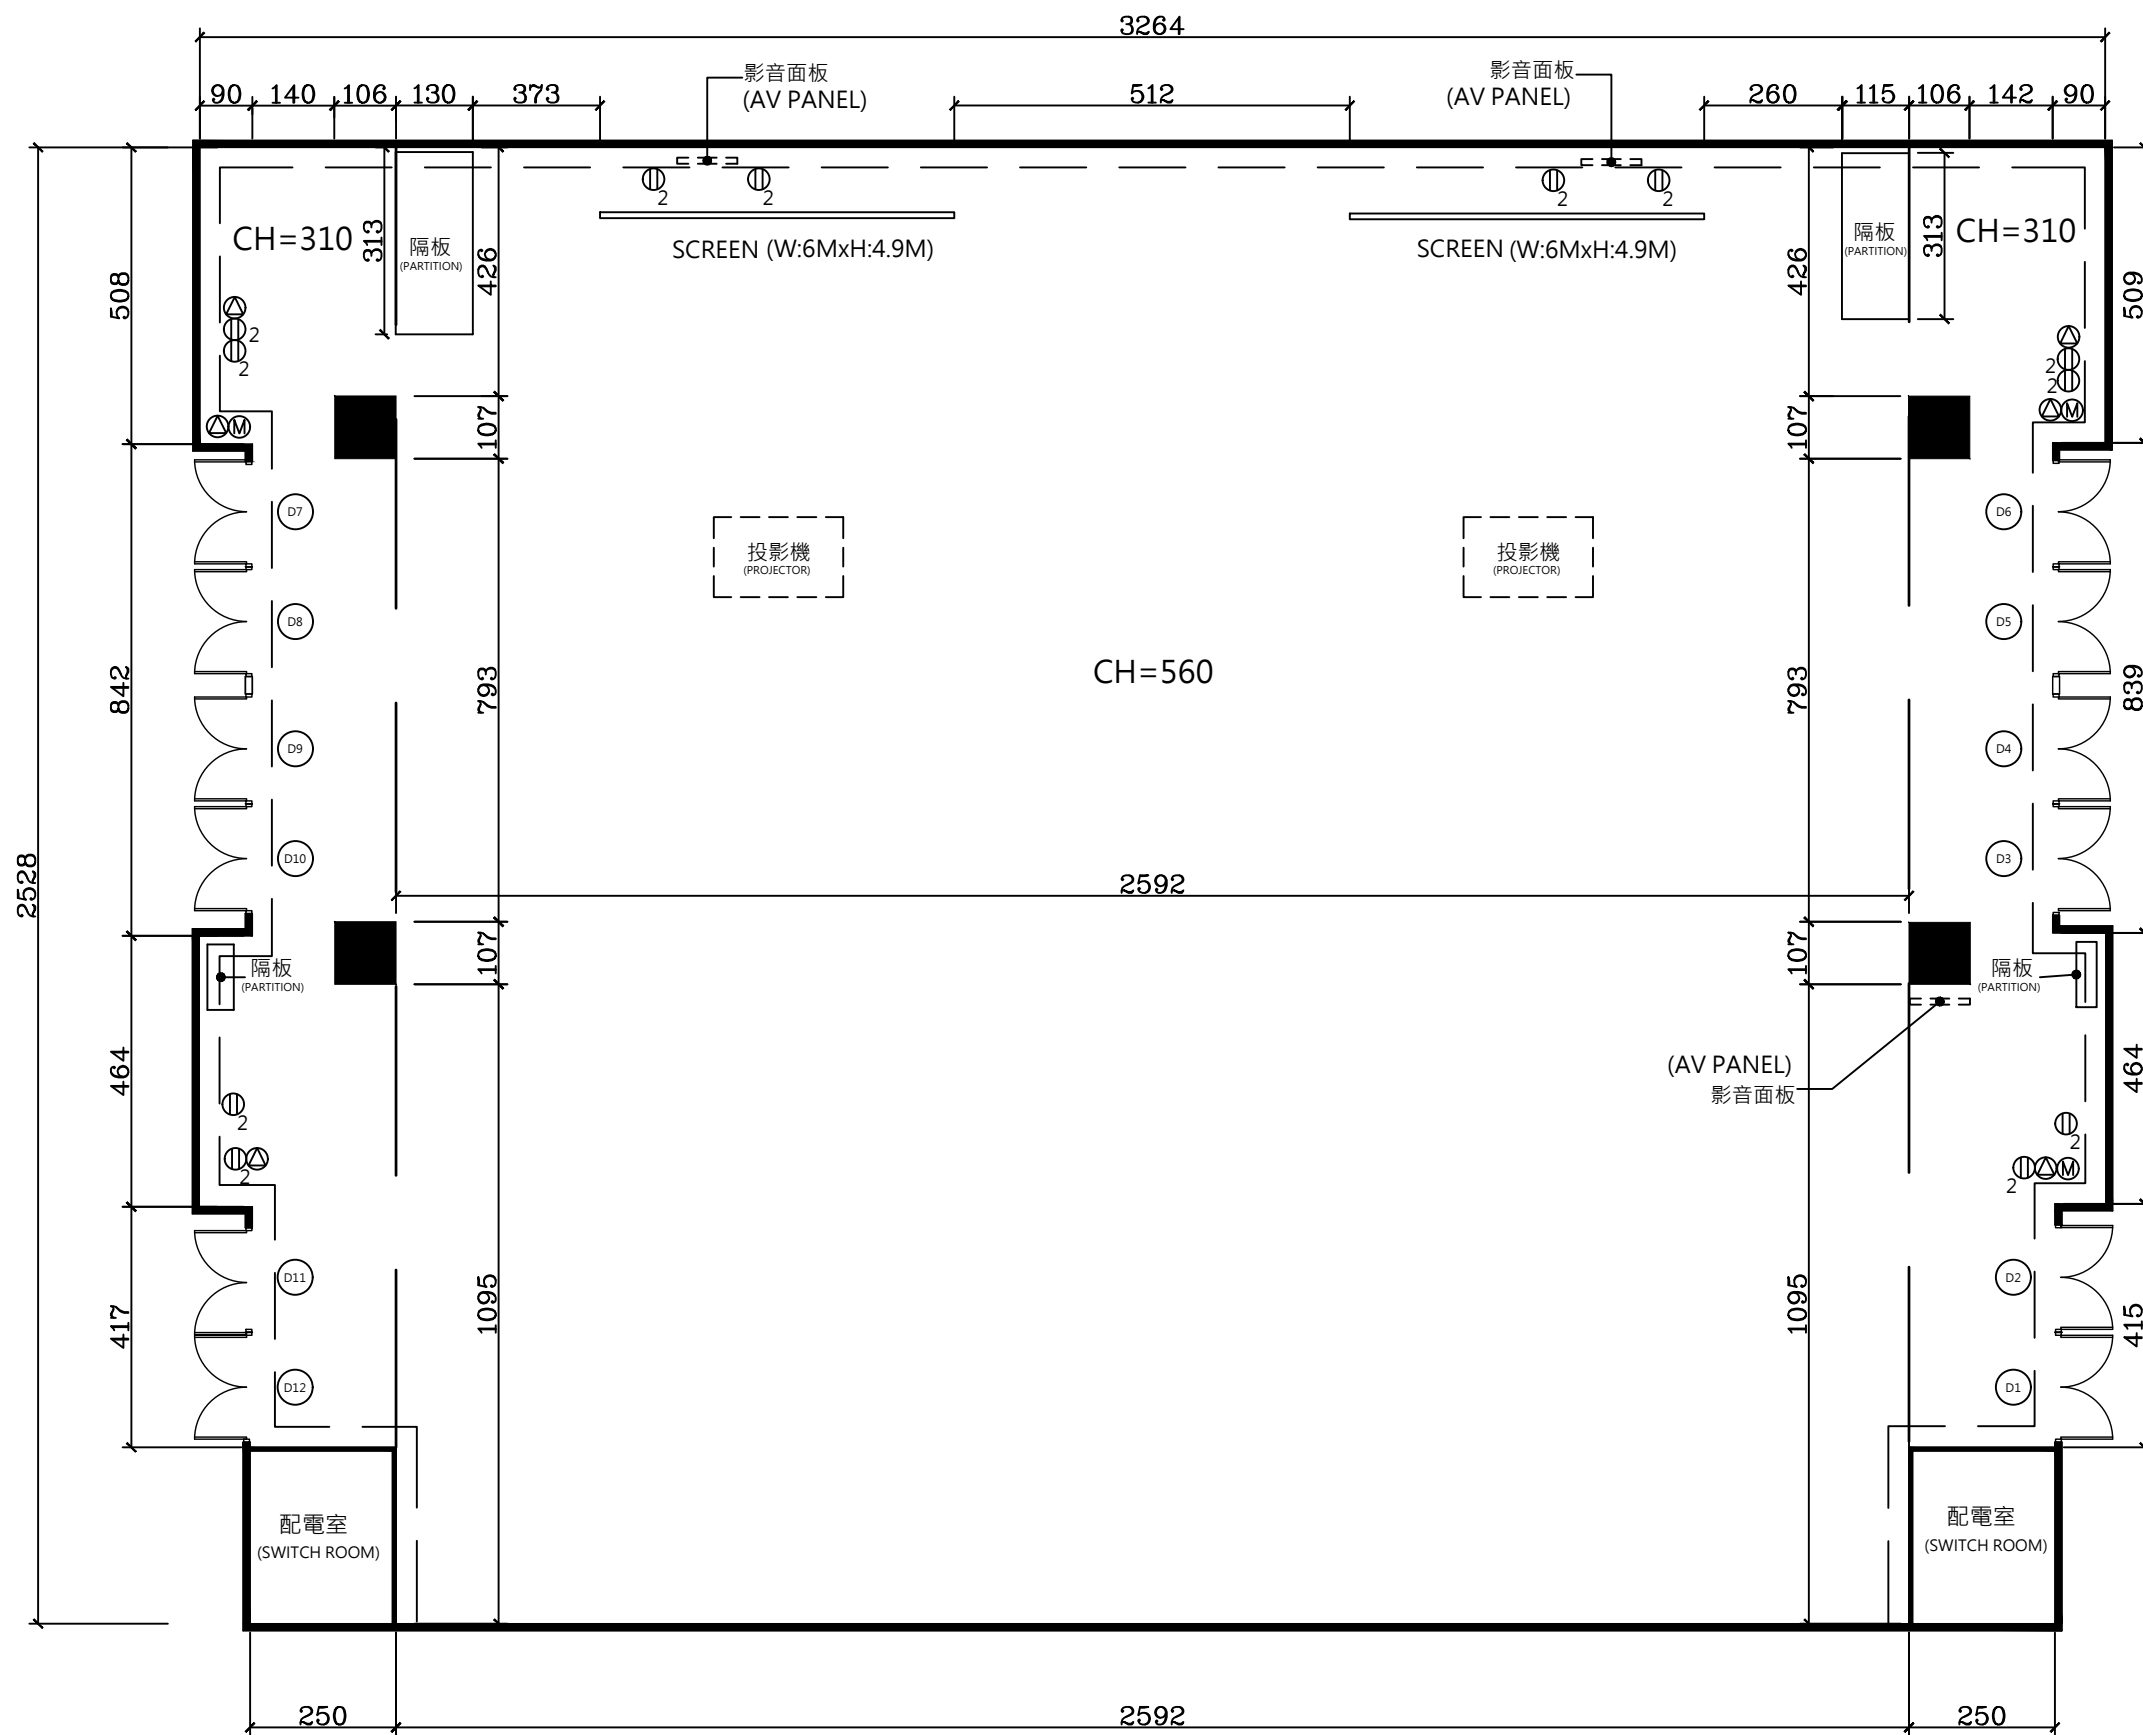 3264
90 140 106 130 373 512 260 115 106 142 90
影音面板
(AV PANEL)
影音面板
(AV PANEL)
2 2 2 2
CH=310
隔板
(PARTITION)
313
426
508
SCREEN (W:6MxH:4.9M)
SCREEN (W:6MxH:4.9M)
隔板
(PARTITION)
313
426
CH=310
509
2
2
2
2
M
M
107
107
D7
D6
投影機
(PROJECTOR)
投影機
(PROJECTOR)
D8
D5
CH=560
842
793
793
839
D9
D4
D10
D3
2528
2592
107
107
隔板
(PARTITION)
隔板
(PARTITION)
464
(AV PANEL)
影音面板
464
2
2
2
2
M
D11
D2
417
1095
1095
415
D12
D1
配電室
(SWITCH ROOM)
配電室
(SWITCH ROOM)
250 2592 250